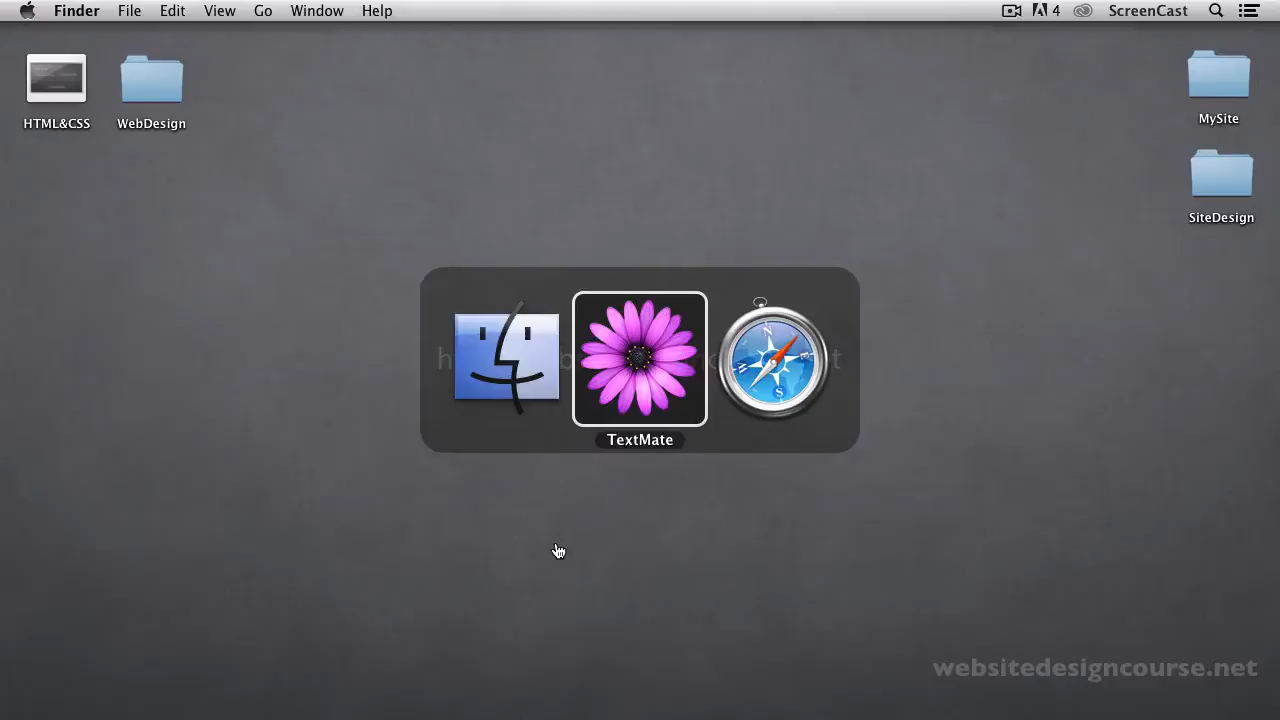 Finder File Edit View Go Window Help 4 ScreenCast
HTML&CSS WebDesign MySite
SiteDesign
TextMate
websitedesigncourse.net